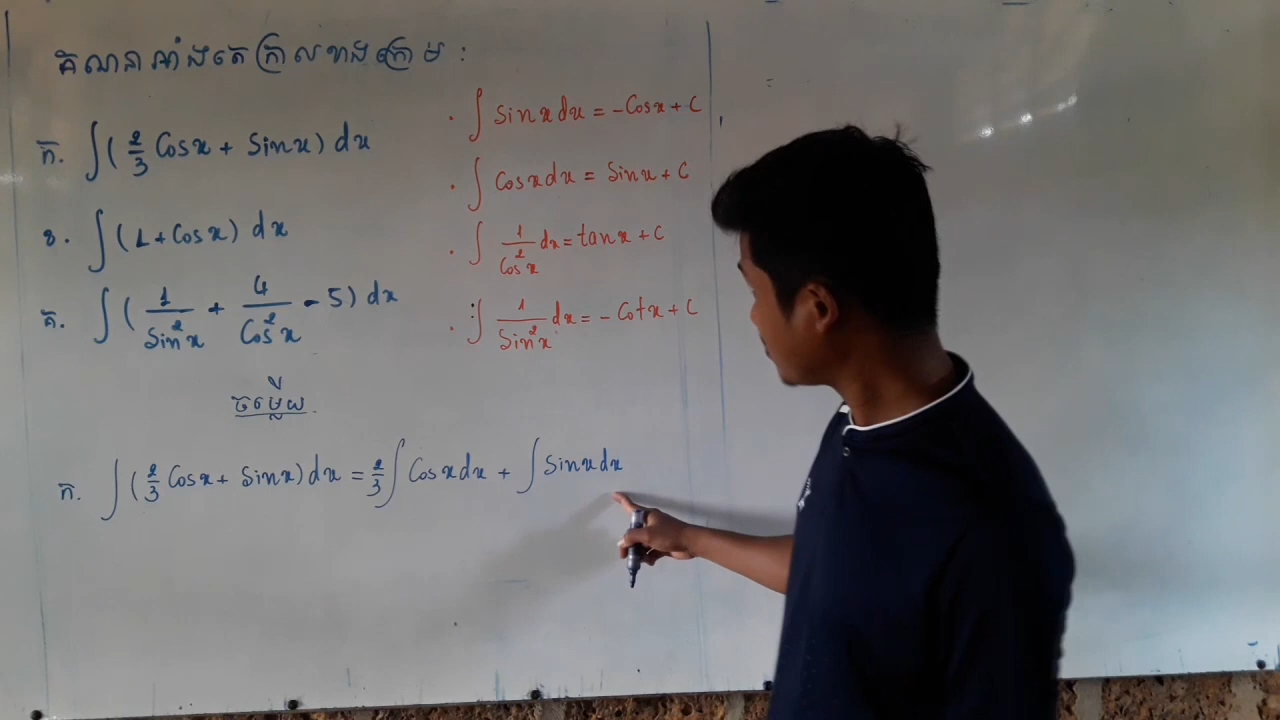 គណនាអាំងតេក្រាលខាងក្រោម :
ក. ∫(2/3 Cosx + Sinx) dx
ខ. ∫(1 + Cosx) dx
គ. ∫(1/Sin²x + 4/Cos²x - 5) dx
. ∫ Sinx dx = -Cosx + C
. ∫ Cosx dx = Sinx + C
. ∫ 1/Cos²x dx = tanx + C
. ∫ 1/Sin²x dx = -Cotx + C
ចម្លើយ
ក. ∫(2/3 Cosx + Sinx) dx = 2/3 ∫ Cosx dx + ∫ Sinx dx